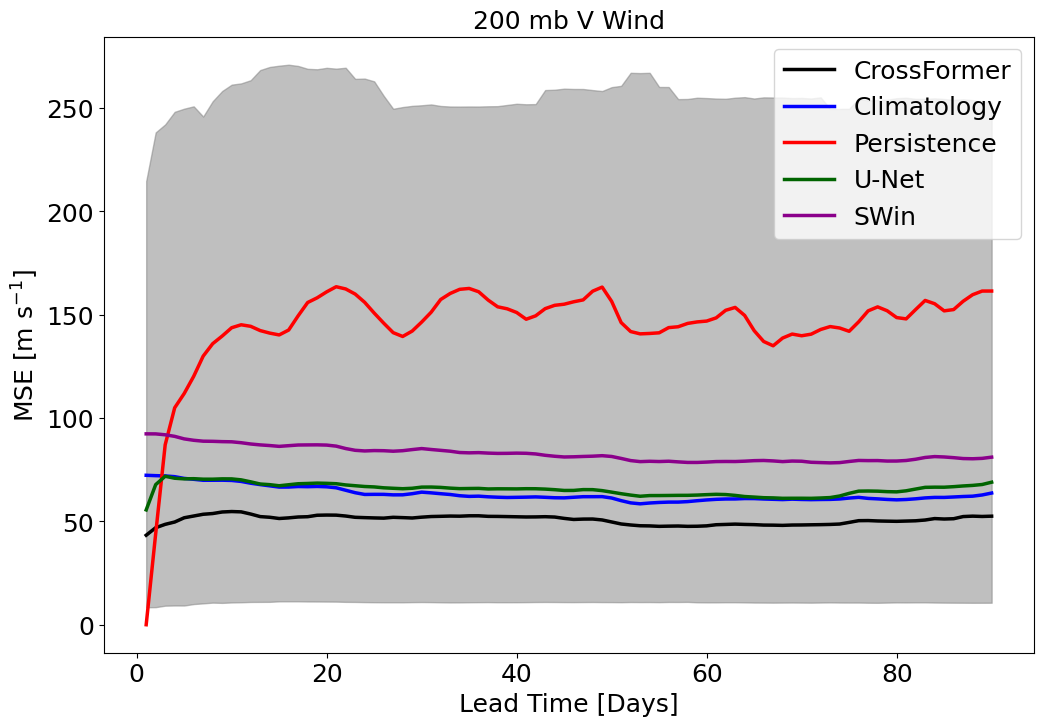 200 mb V Wind
MSE [m s⁻¹]
250
200
150
100
50
0
0 20 40 60 80
Lead Time [Days]
CrossFormer
Climatology
Persistence
U-Net
SWin